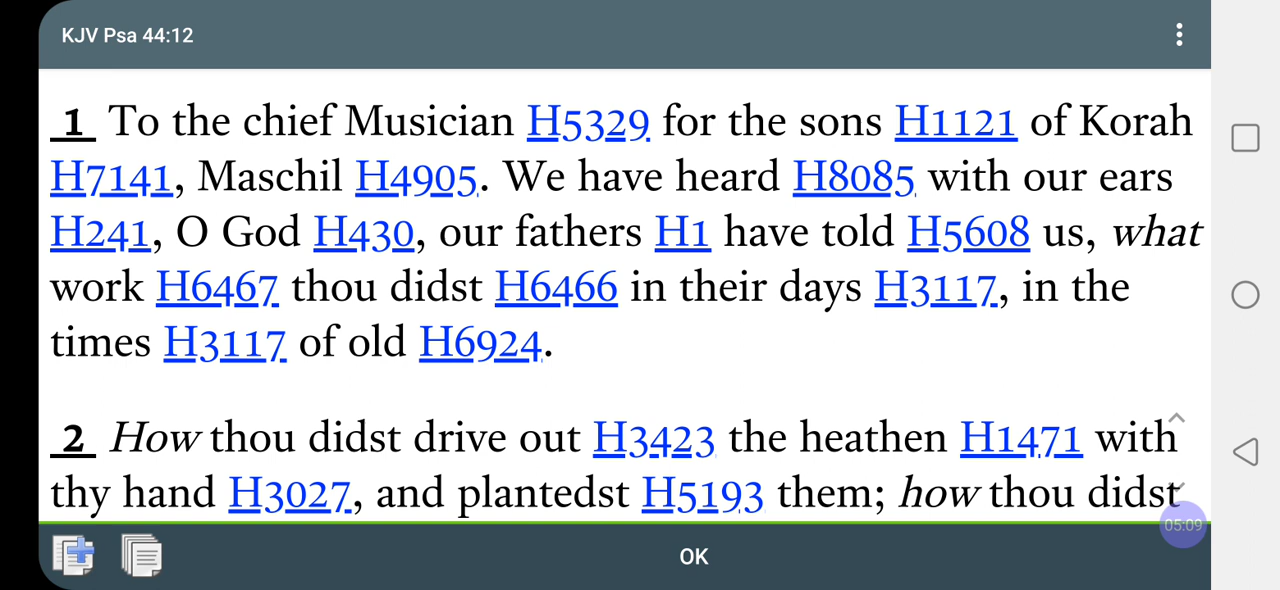 KJV Psa 44:12
1 To the chief Musician H5329 for the sons H1121 of Korah
H7141, Maschil H4905. We have heard H8085 with our ears
H241, O God H430, our fathers H1 have told H5608 us, what
work H6467 thou didst H6466 in their days H3117, in the
times H3117 of old H6924.
2 How thou didst drive out H3423 the heathen H1471 with
thy hand H3027, and plantedst H5193 them; how thou didst
05:09
OK